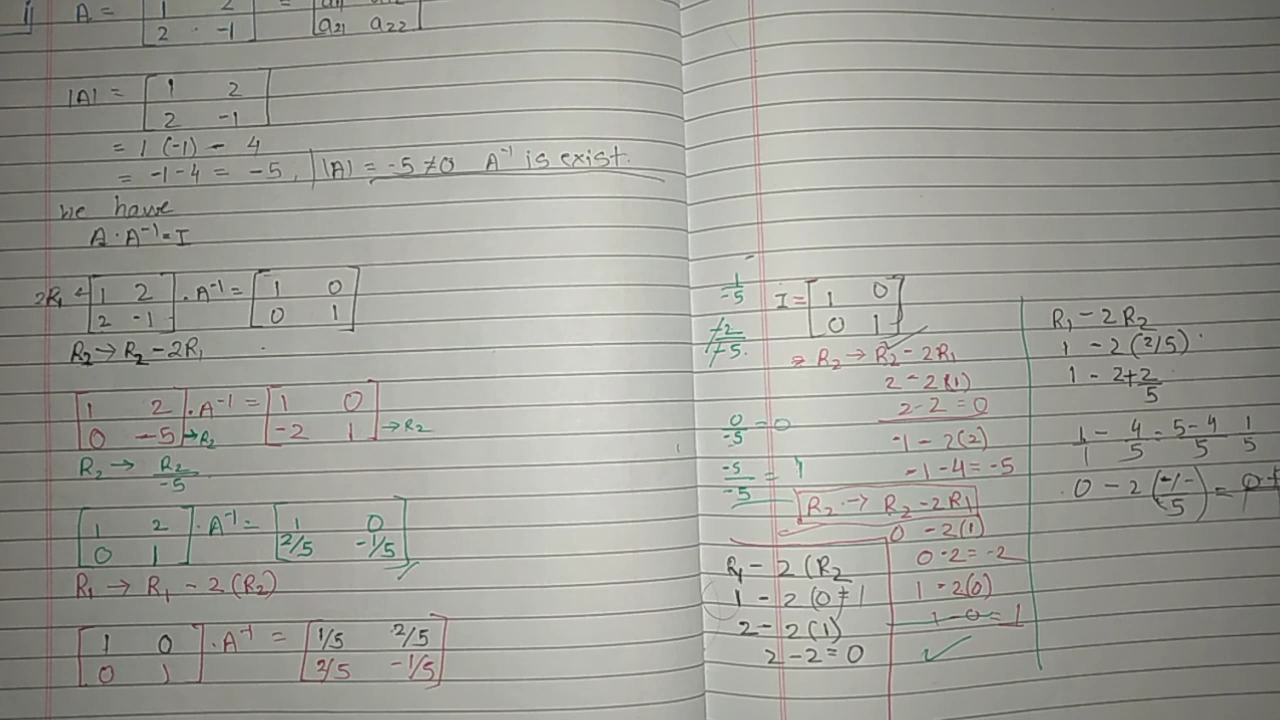 A = [1 2
2 -1] = [a11 a12
a21 a22]
|A| = [1 2
2 -1]
= 1 (-1) - 4
= -1-4 = -5, |A| = -5 ≠ 0 A⁻¹ is exist.
we have
A · A⁻¹ = I
2R1 ← [1 2
2 -1] · A⁻¹ = [1 0
0 1]
R2 → R2 - 2R1
[1 2
0 -5] → R2 · A⁻¹ = [1 0
-2 1] → R2
R2 → R2/-5
[1 2
0 1] · A⁻¹ = [1 0
2/5 -1/5]
R1 → R1 - 2 (R2)
[1 0
0 1] · A⁻¹ = [1/5 2/5
2/5 -1/5]
1/-5
-2/-5.
0/-5 = 0
-5/-5 = 1
I = [1 0
0 1]
R2 → R2 - 2R1
2 - 2(1)
2-2 = 0
-1 - 2(2)
-1-4 = -5
R2 → R2-2R1
0 - 2(1)
0-2 = -2
1 - 2(0)
1-0 = 1
R1 - 2(R2
1 - 2(0) = 1
2 - 2(1)
2-2 = 0
R1 - 2R2
1 - 2(2/5)
1 - 2+2/5
1/1 - 4/5 = 5-4/5 1/5
0 - 2(-1/5) = 0+